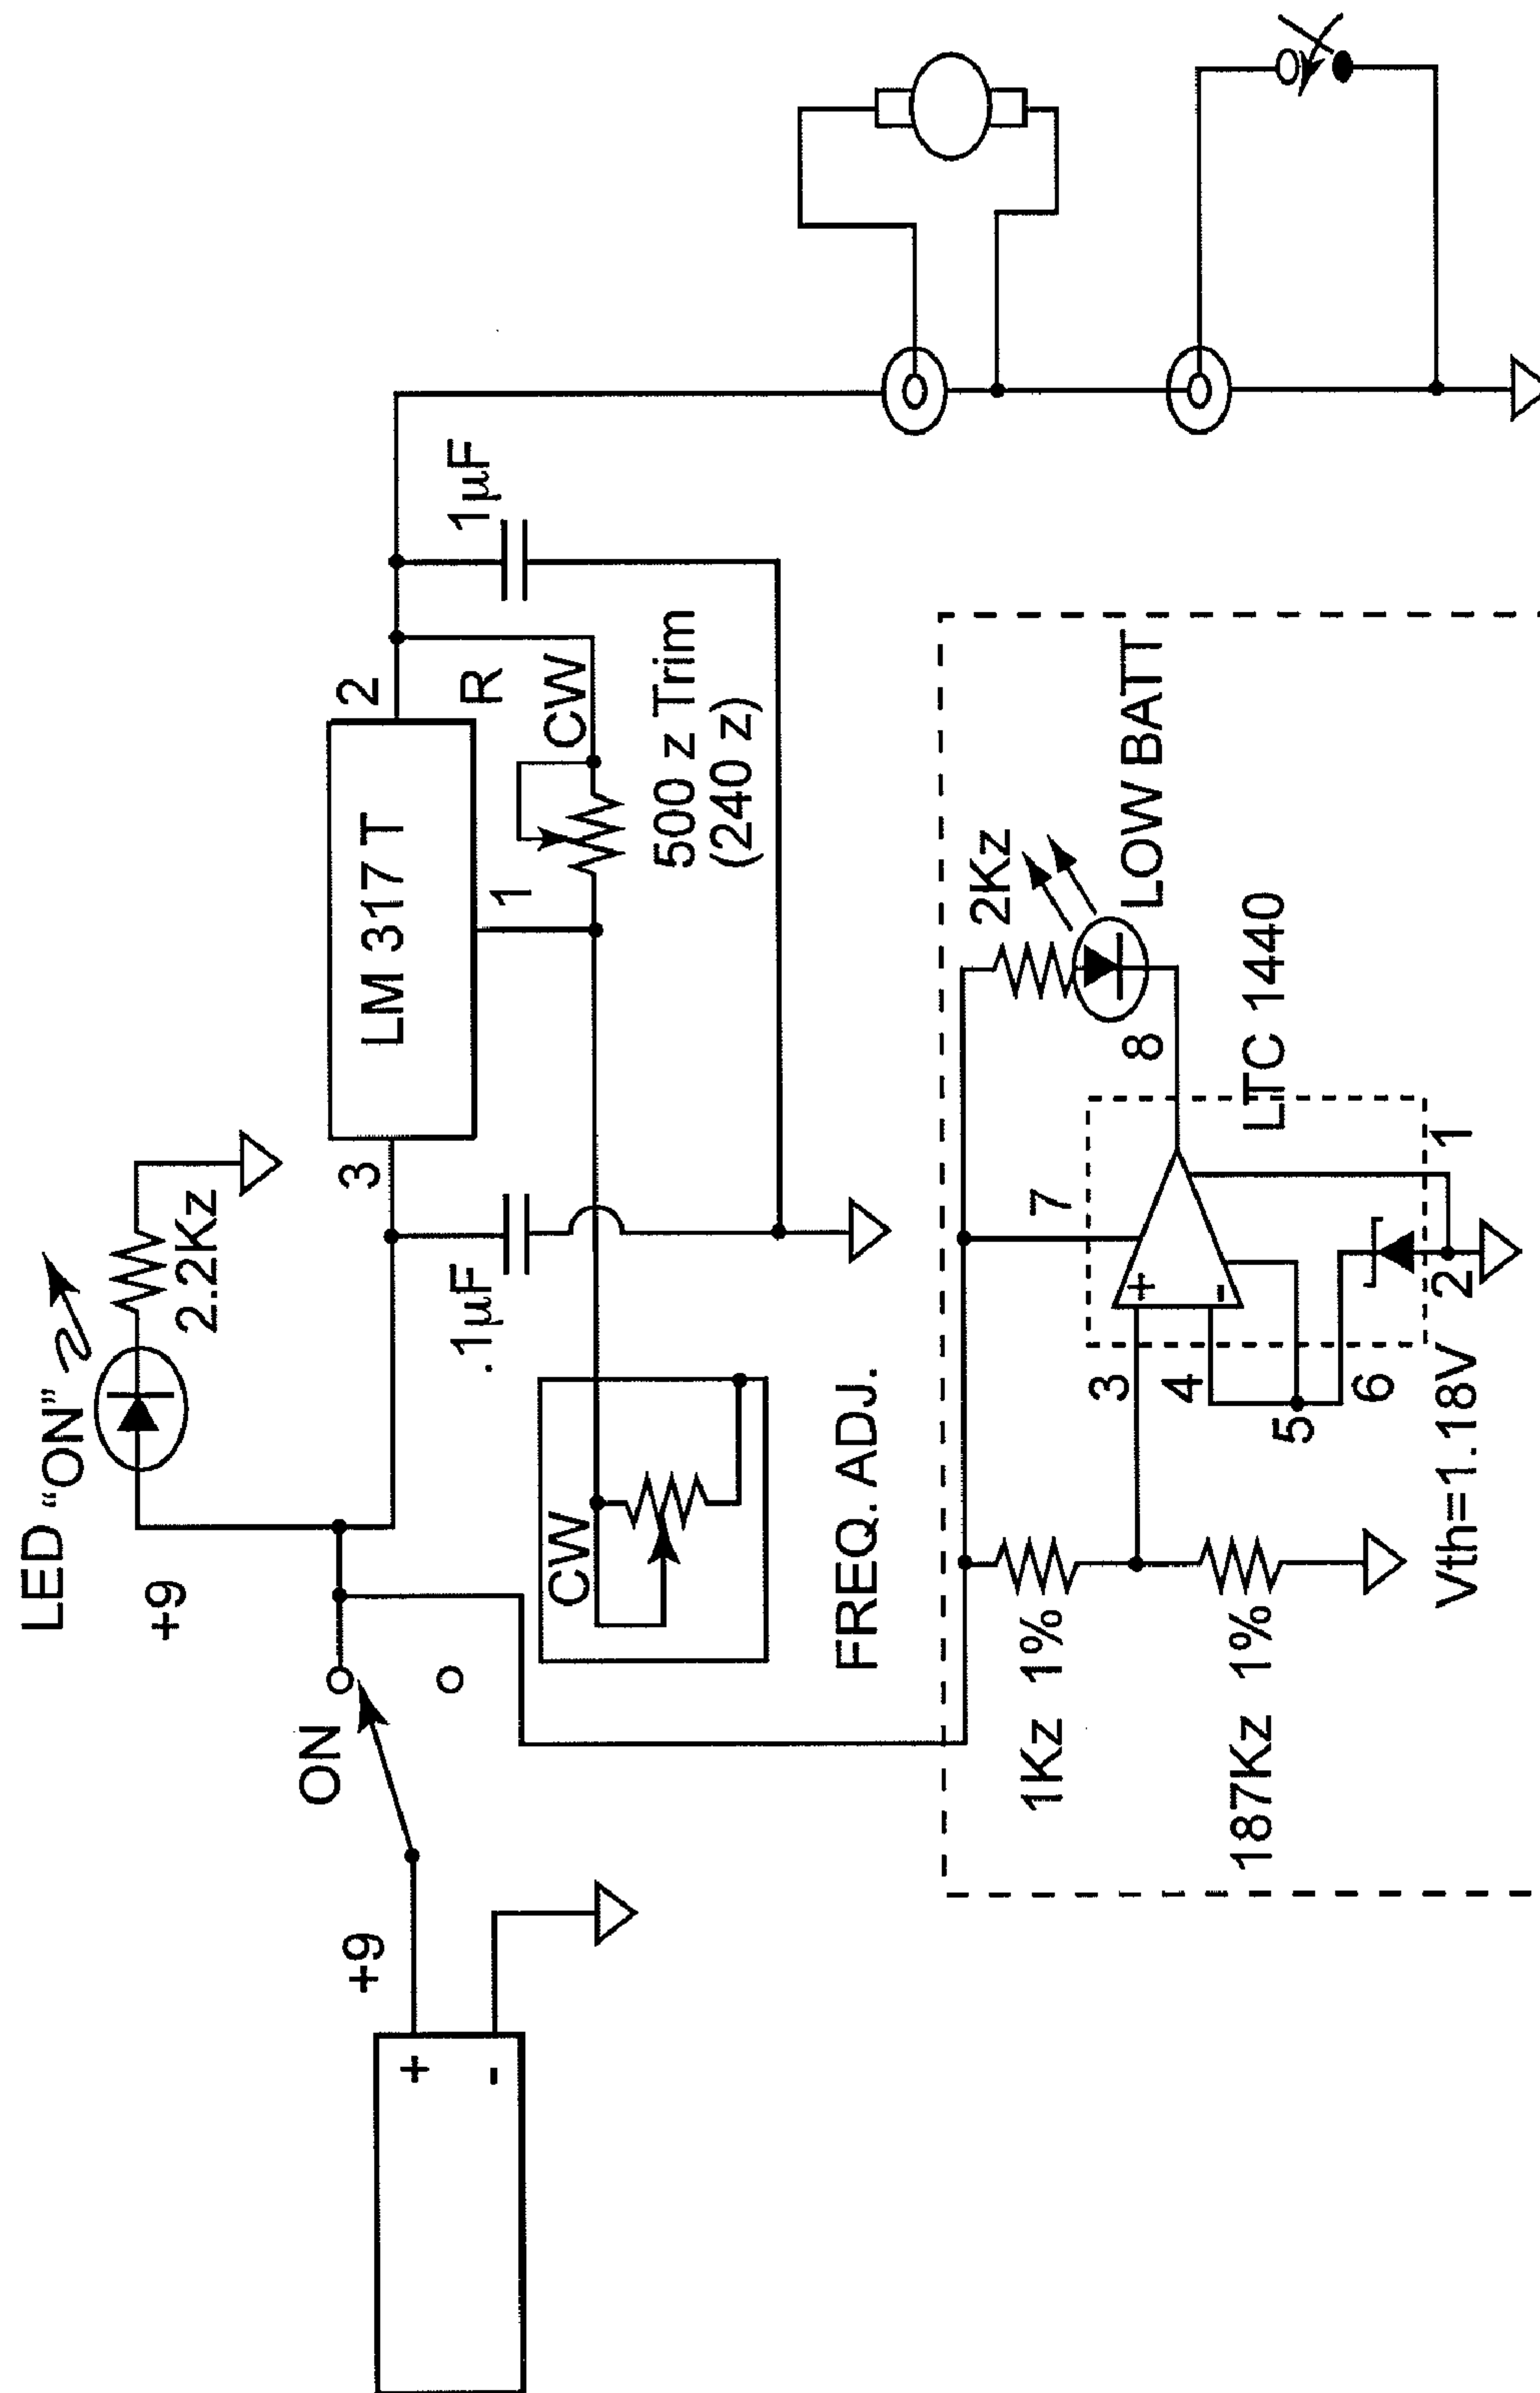 LED “ON”
+9
2.2Kz
ON
+9
+
-
3
LM 317 T
2
1
R
CW
500 z Trim
(240 z)
.1µF
1µF
CW
FREQ. ADJ.
1Kz 1%
187Kz 1%
3
4
5
6
7
+
-
8
1
2
Vth=1.18V
LTC 1440
2Kz
LOW BATT